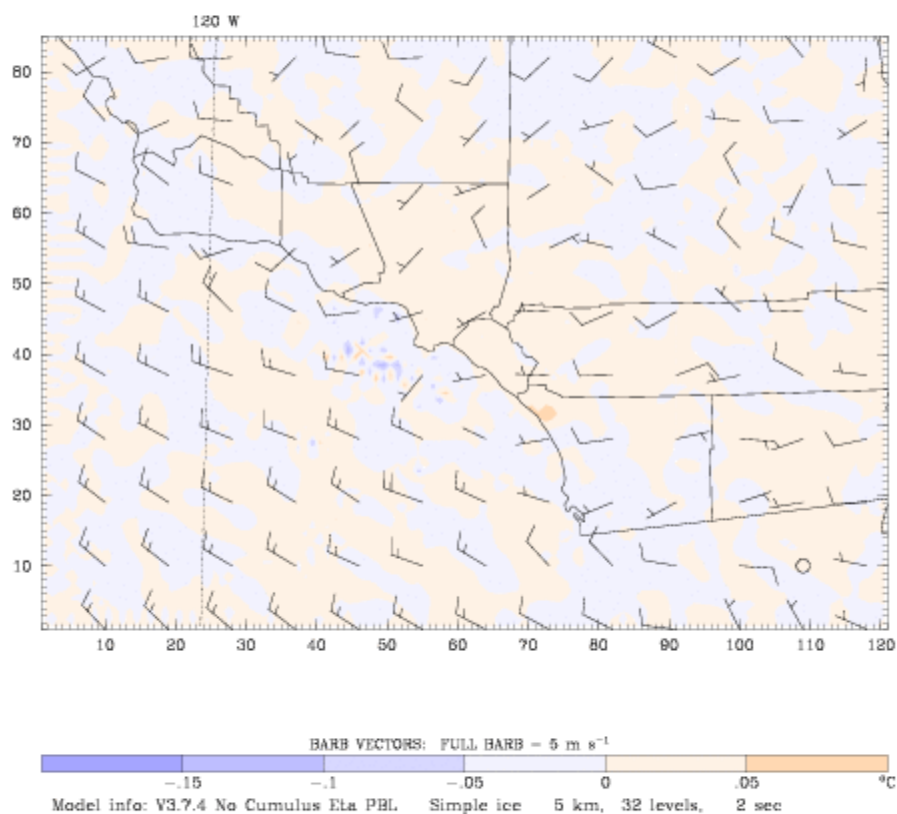 120 W
80
70
60
50
40
30
20
10
10 20 30 40 50 60 70 80 90 100 110 120
BARB VECTORS: FULL BARB = 5 m s⁻¹
-.15 -.1 -.05 0 .05 °C
Model info: V3.7.4 No Cumulus Eta PBL Simple ice 5 km, 32 levels, 2 sec